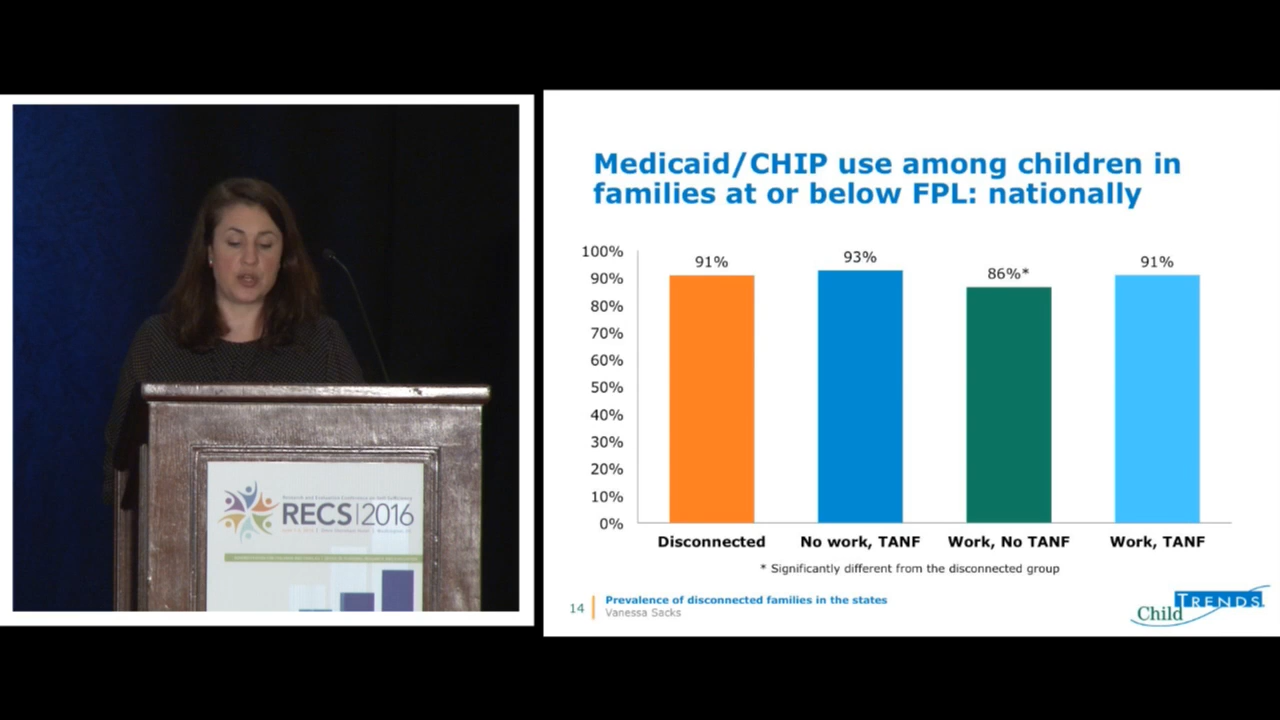 RECS|2016
Medicaid/CHIP use among children in
families at or below FPL: nationally
100%
90%
80%
70%
60%
50%
40%
30%
20%
10%
0%
91%
93%
86%*
91%
Disconnected
No work, TANF
Work, No TANF
Work, TANF
* Significantly different from the disconnected group
14
Prevalence of disconnected families in the states
Vanessa Sacks
Child TRENDS